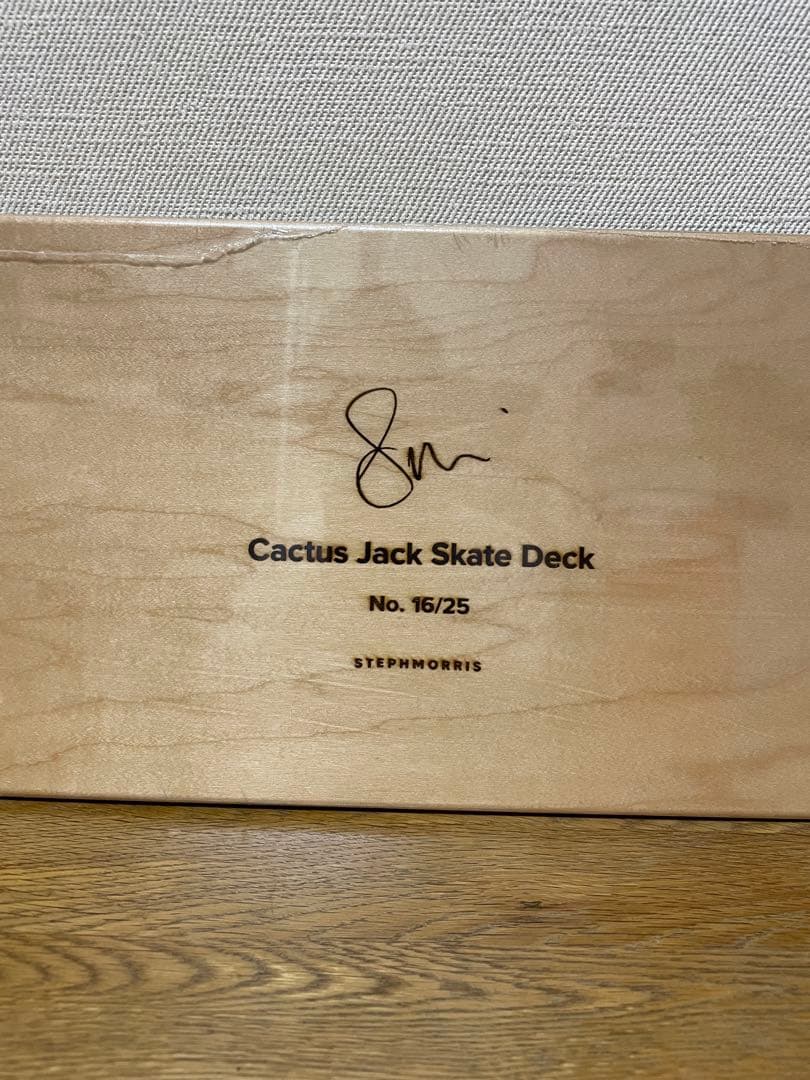 Cactus Jack Skate Deck
No. 16/25
STEPHMORRIS